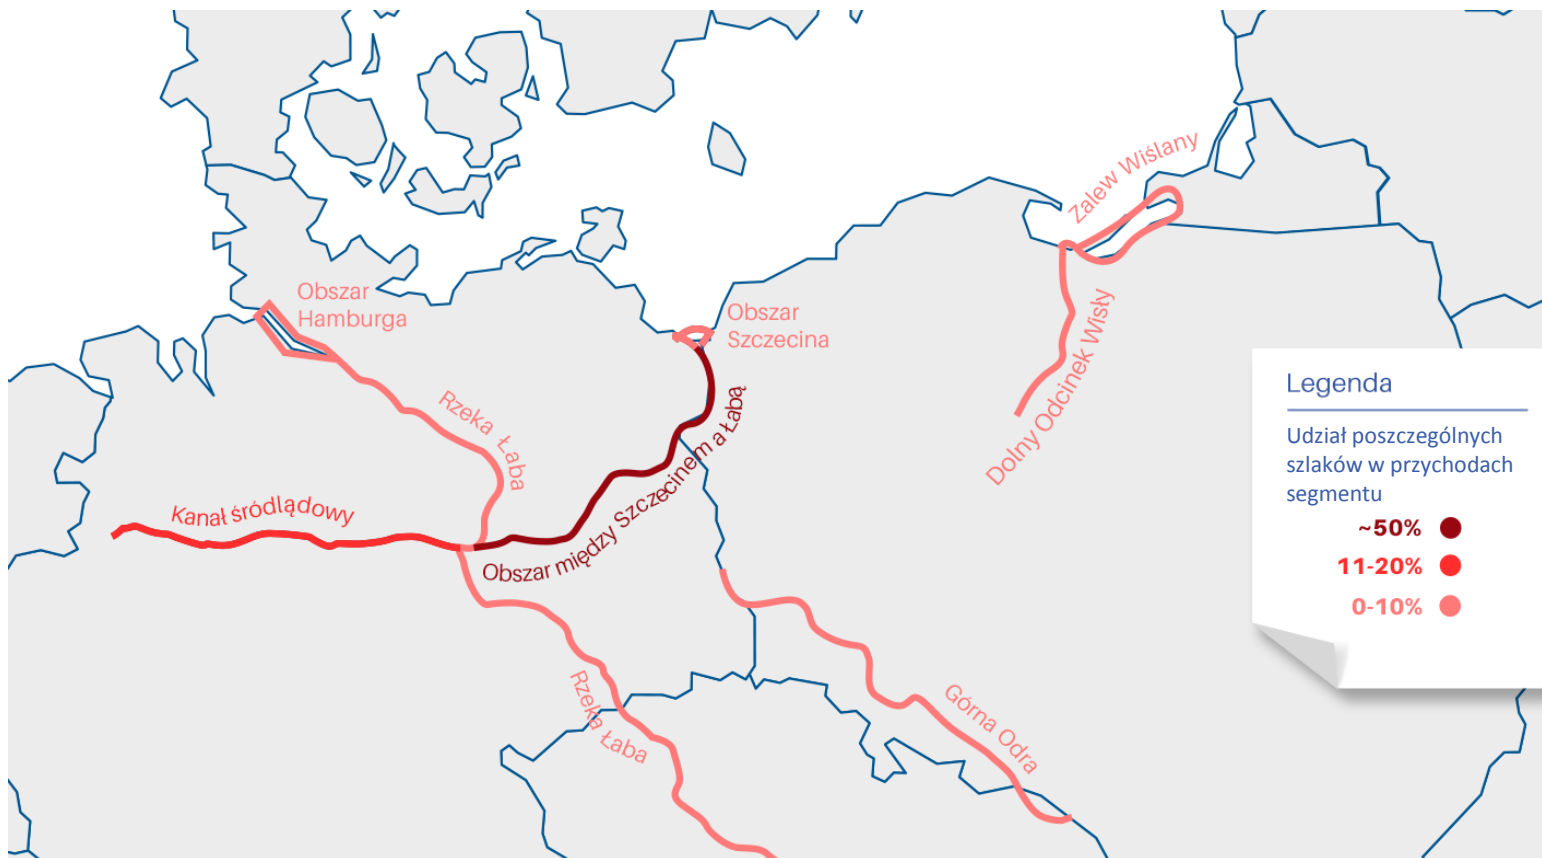 Zalew Wiślany
Obszar
Hamburga
Obszar
Szczecina
Rzeka Łaba
Dolny Odcinek Wisły
Kanał śródlądowy
Obszar między Szczecinem a Łabą
Rzeka Łaba
Górna Odra
Legenda
Udział poszczególnych
szlaków w przychodach
segmentu
~50%
11-20%
0-10%